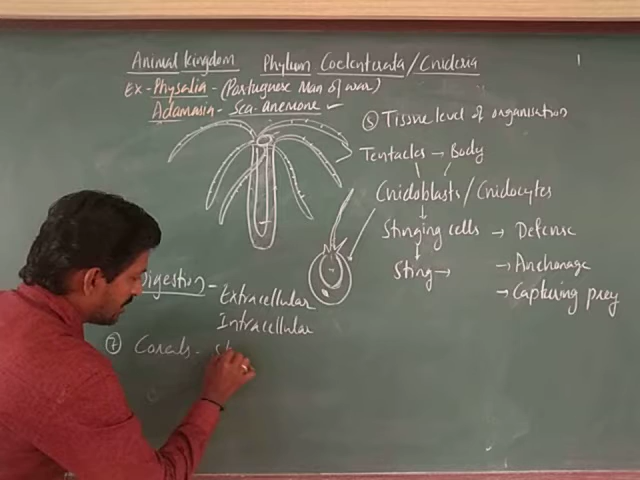 Animal kingdom Phylum Coelenterata/Cnidaria
Ex- Physalia - (Portuguese Man of war)
Adamasia - Sea-anemone ✓
⑤ Tissue level of organisation
Tentacles → Body
Cnidoblasts / Cnidocytes
Stinging cells → Defense
Sting → → Anchorage
→ Capturing prey
Digestion - Extracellular
Intracellular
⑦ Corals -